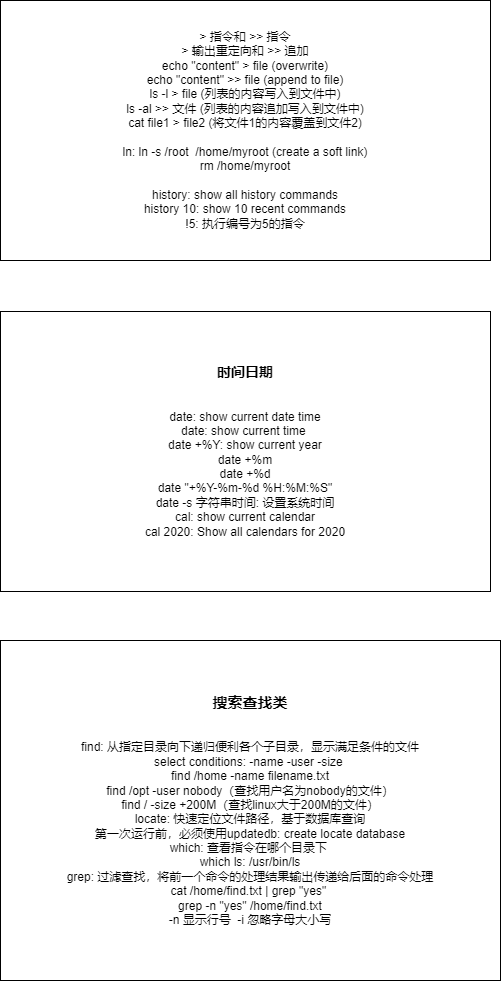 > 指令和 >> 指令
> 输出重定向和 >> 追加
echo "content" > file (overwrite)
echo "content" >> file (append to file)
ls -l > file (列表的内容写入到文件中)
ls -al >> 文件 (列表的内容追加写入到文件中)
cat file1 > file2 (将文件1的内容覆盖到文件2)
ln: ln -s /root  /home/myroot (create a soft link)
rm /home/myroot
history: show all history commands
history 10: show 10 recent commands
!5: 执行编号为5的指令
时间日期
date: show current date time
date: show current time
date +%Y: show current year
date +%m
date +%d
date "+%Y-%m-%d %H:%M:%S"
date -s 字符串时间: 设置系统时间
cal: show current calendar
cal 2020: Show all calendars for 2020
搜索查找类
find: 从指定目录向下递归便利各个子目录，显示满足条件的文件
select conditions: -name -user -size
find /home -name filename.txt
find /opt -user nobody（查找用户名为nobody的文件）
find / -size +200M（查找linux大于200M的文件）
locate: 快速定位文件路径，基于数据库查询
第一次运行前，必须使用updatedb: create locate database
which: 查看指令在哪个目录下
which ls: /usr/bin/ls
grep: 过滤查找，将前一个命令的处理结果输出传递给后面的命令处理
cat /home/find.txt | grep "yes"
grep -n "yes" /home/find.txt
-n 显示行号  -i 忽略字母大小写